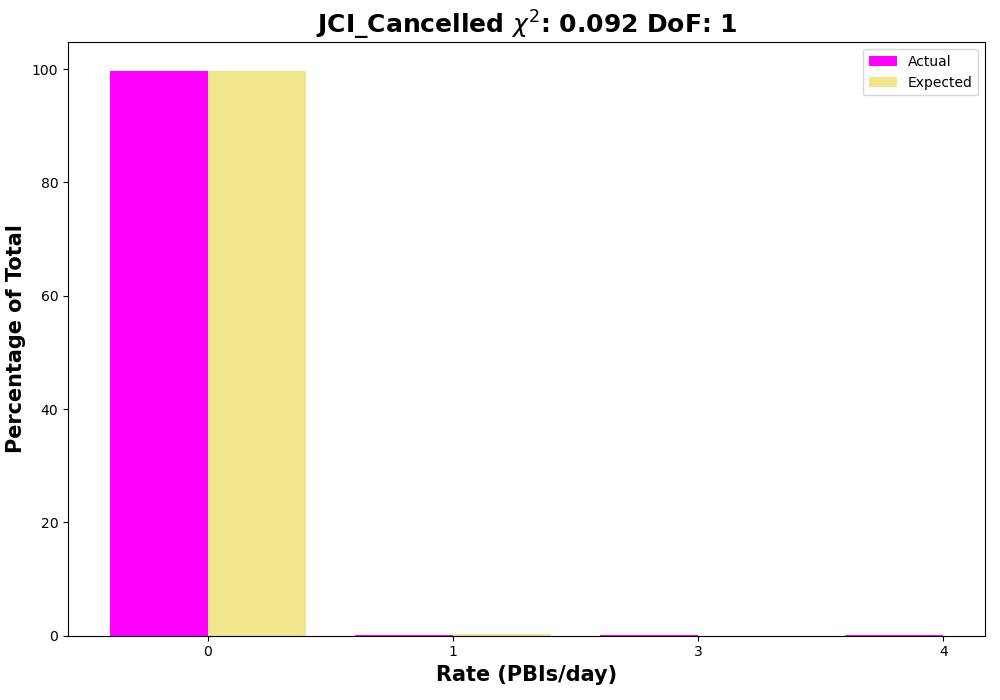 JCI_Cancelled χ²: 0.092 DoF: 1
Actual
Expected
Percentage of Total
100
80
60
40
20
0
0 1 3 4
Rate (PBIs/day)